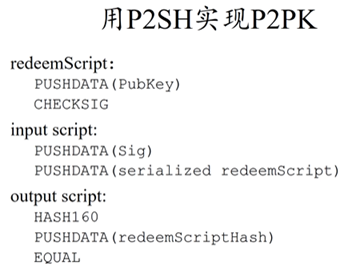 用P2SH实现P2PK
redeemScript:
PUSHDATA(PubKey)
CHECKSIG
input script:
PUSHDATA(Sig)
PUSHDATA(serialized redeemScript)
output script:
HASH160
PUSHDATA(redeemScriptHash)
EQUAL